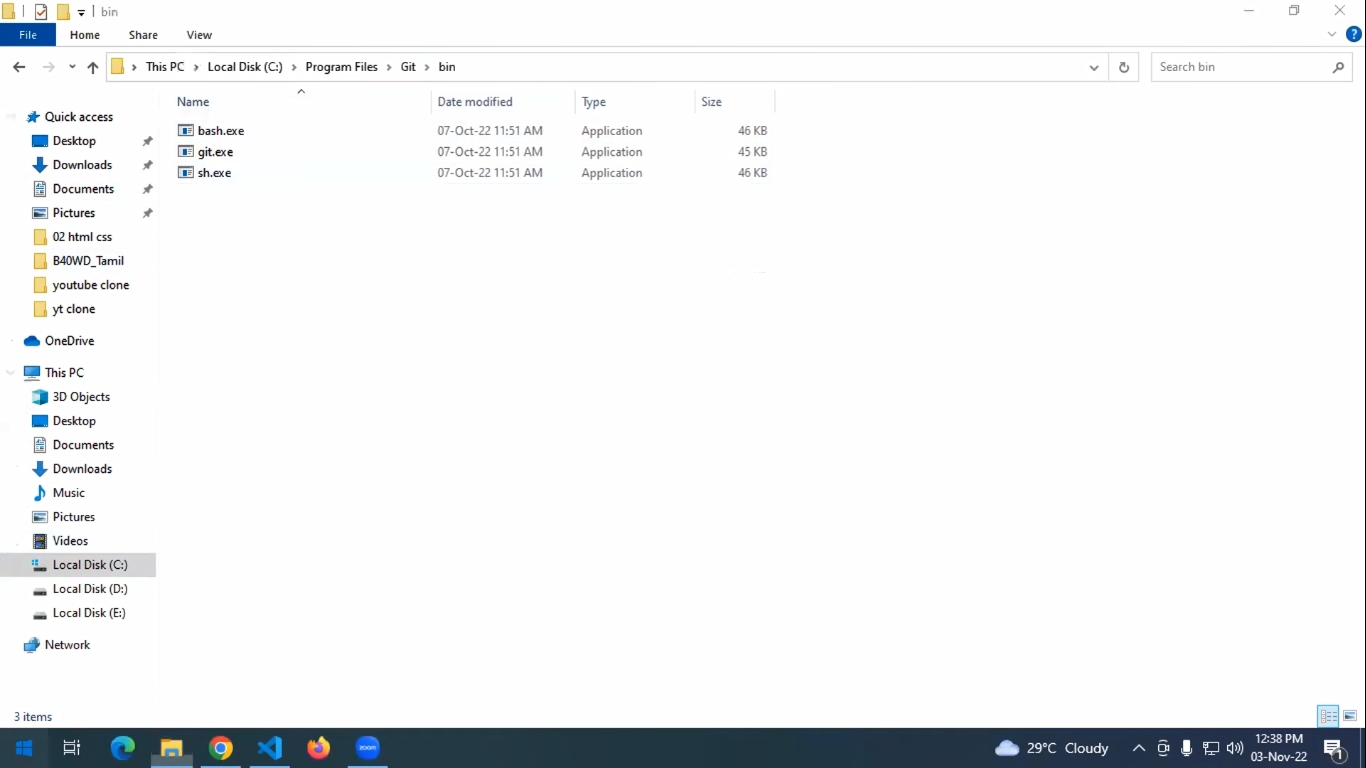 bin
File Home Share View
This PC Local Disk (C:) Program Files Git bin Search bin
Name Date modified Type Size
bash.exe 07-Oct-22 11:51 AM Application 46 KB
git.exe 07-Oct-22 11:51 AM Application 45 KB
sh.exe 07-Oct-22 11:51 AM Application 46 KB
Quick access
Desktop
Downloads
Documents
Pictures
02 html css
B40WD_Tamil
youtube clone
yt clone
OneDrive
This PC
3D Objects
Desktop
Documents
Downloads
Music
Pictures
Videos
Local Disk (C:)
Local Disk (D:)
Local Disk (E:)
Network
3 items
zoom
29°C Cloudy
12:38 PM
03-Nov-22
1